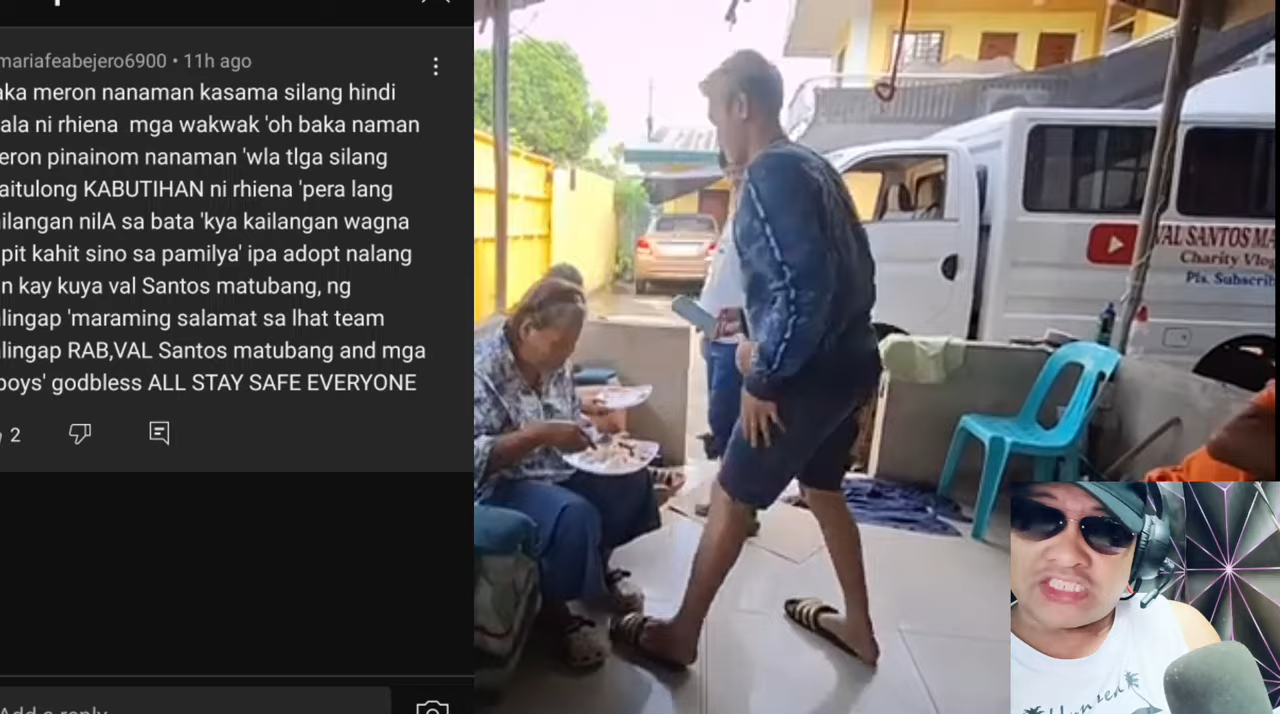 mariafeabejero6900 • 11h ago
aka meron nanaman kasama silang hindi
ala ni rhiena mga wakwak 'oh baka naman
eron pinainom nanaman 'wla tlga silang
aitulong KABUTIHAN ni rhiena 'pera lang
ilangan nilA sa bata 'kya kailangan wagna
pit kahit sino sa pamilya' ipa adopt nalang
n kay kuya val Santos matubang, ng
alingap 'maraming salamat sa lhat team
alingap RAB,VAL Santos matubang and mga
boys' godbless ALL STAY SAFE EVERYONE
2
Add a reply
VAL SANTOS MA
Charity Vlog
Pls. Subscrib